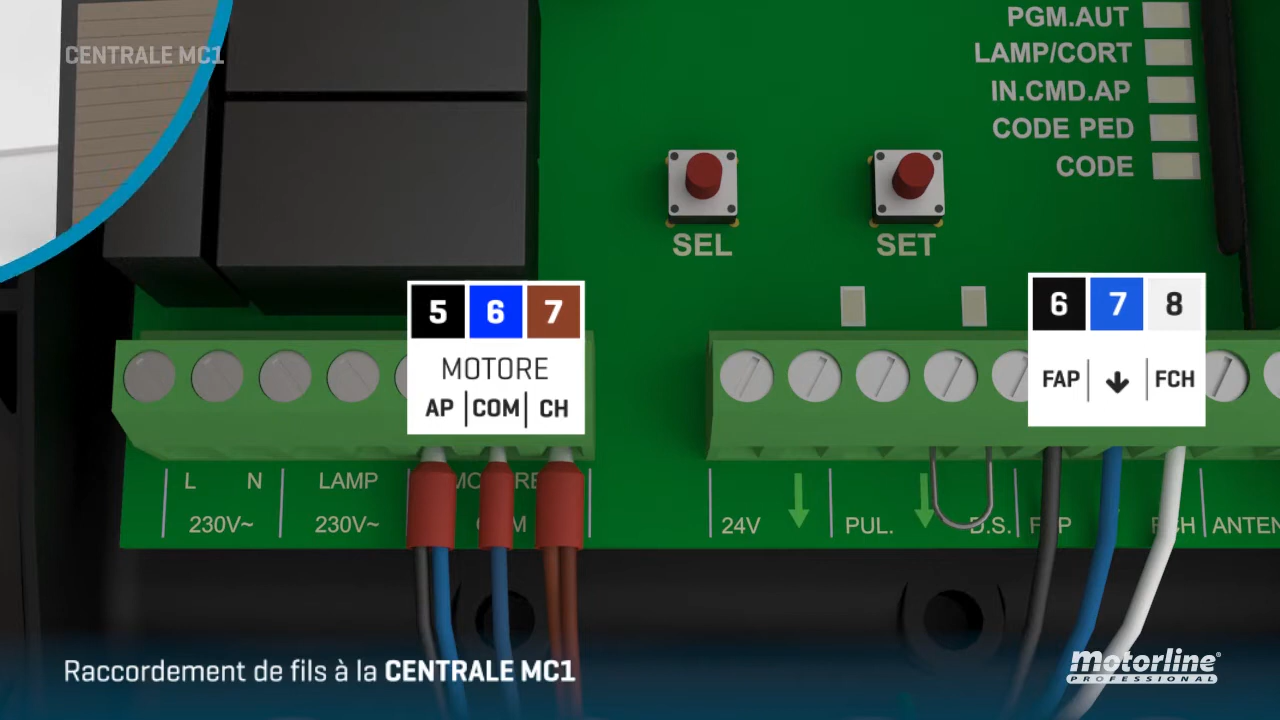 CENTRALE MC1
PGM.AUT
LAMP/CORT
IN.CMD.AP
CODE PED
CODE
SEL
SET
5 6 7
MOTORE
AP | COM | CH
6 7 8
FAP | ↓ | FCH
L N
230V~
LAMP
230V~
24V
PUL.
D.S.
Raccordement de fils à la CENTRALE MC1
Motorline®
PROFESSIONAL